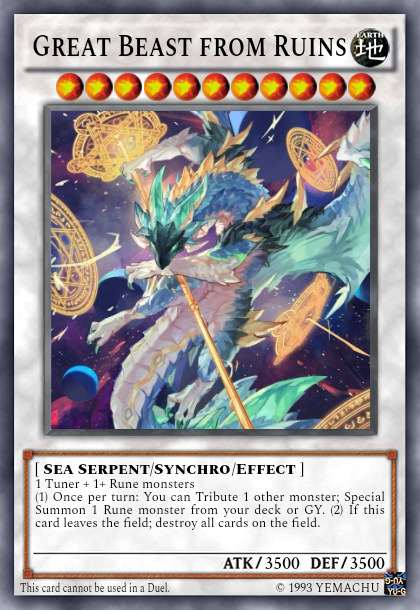 GREAT BEAST FROM RUINS
EARTH
地
[ SEA SERPENT/SYNCHRO/EFFECT ]
1 Tuner + 1+ Rune monsters
(1) Once per turn: You can Tribute 1 other monster; Special
Summon 1 Rune monster from your deck or GY. (2) If this
card leaves the field; destroy all cards on the field.
ATK/3500 DEF/3500
This card cannot be used in a Duel.
© 1993 YEMACHU
YU-G